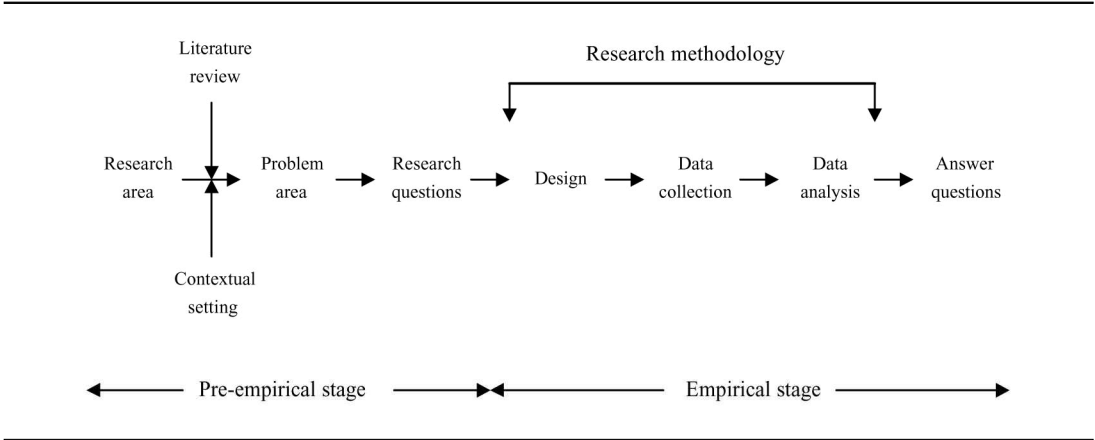 Literature
review
Research methodology
Research
area
Problem
area
Research
questions
Design
Data
collection
Data
analysis
Answer
questions
Contextual
setting
Pre-empirical stage
Empirical stage